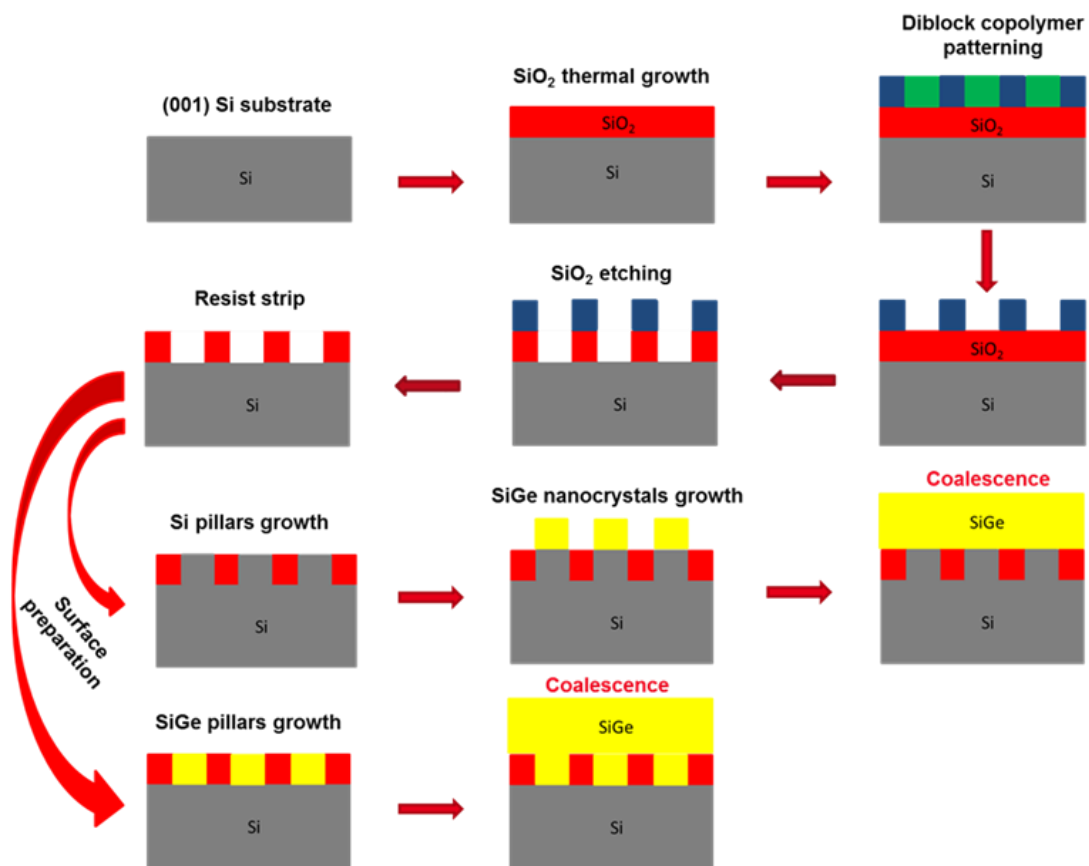 (001) Si substrate
Si
SiO₂ thermal growth
SiO₂
Si
Diblock copolymer
patterning
SiO₂
Si
Resist strip
Si
SiO₂ etching
Si
SiO₂
Si
Surface
preparation
Si pillars growth
Si
SiGe nanocrystals growth
Si
Coalescence
SiGe
Si
SiGe pillars growth
Si
Coalescence
SiGe
Si